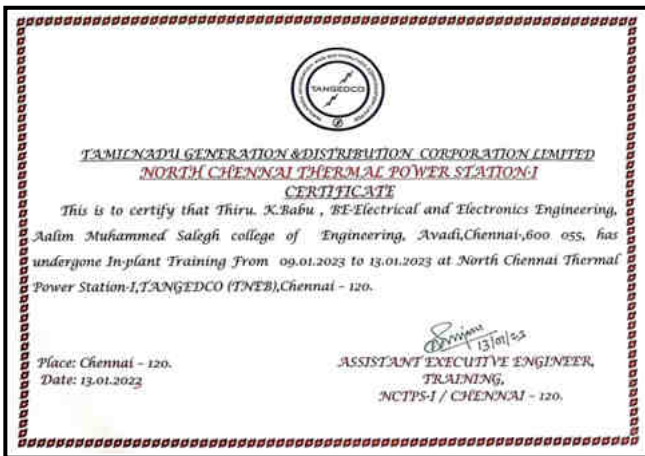 TANGEDCO
TAMILNADU GENERATION &DISTRIBUTION CORPORATION LIMITED
NORTH CHENNAI THERMAL POWER STATION-I
CERTIFICATE
This is to certify that Thiru. K.Babu , BE-Electrical and Electronics Engineering,
Aalim Muhammed Salegh college of Engineering, Avadi,Chennai-,600 055, has
undergone In-plant Training From 09.01.2023 to 13.01.2023 at North Chennai Thermal
Power Station-I,TANGEDCO (TNEB),Chennai – 120.
13/01/23
Place: Chennai – 120.
ASSISTANT EXECUTIVE ENGINEER,
Date: 13.01.2023
TRAINING,
NCTPS-I / CHENNAI – 120.